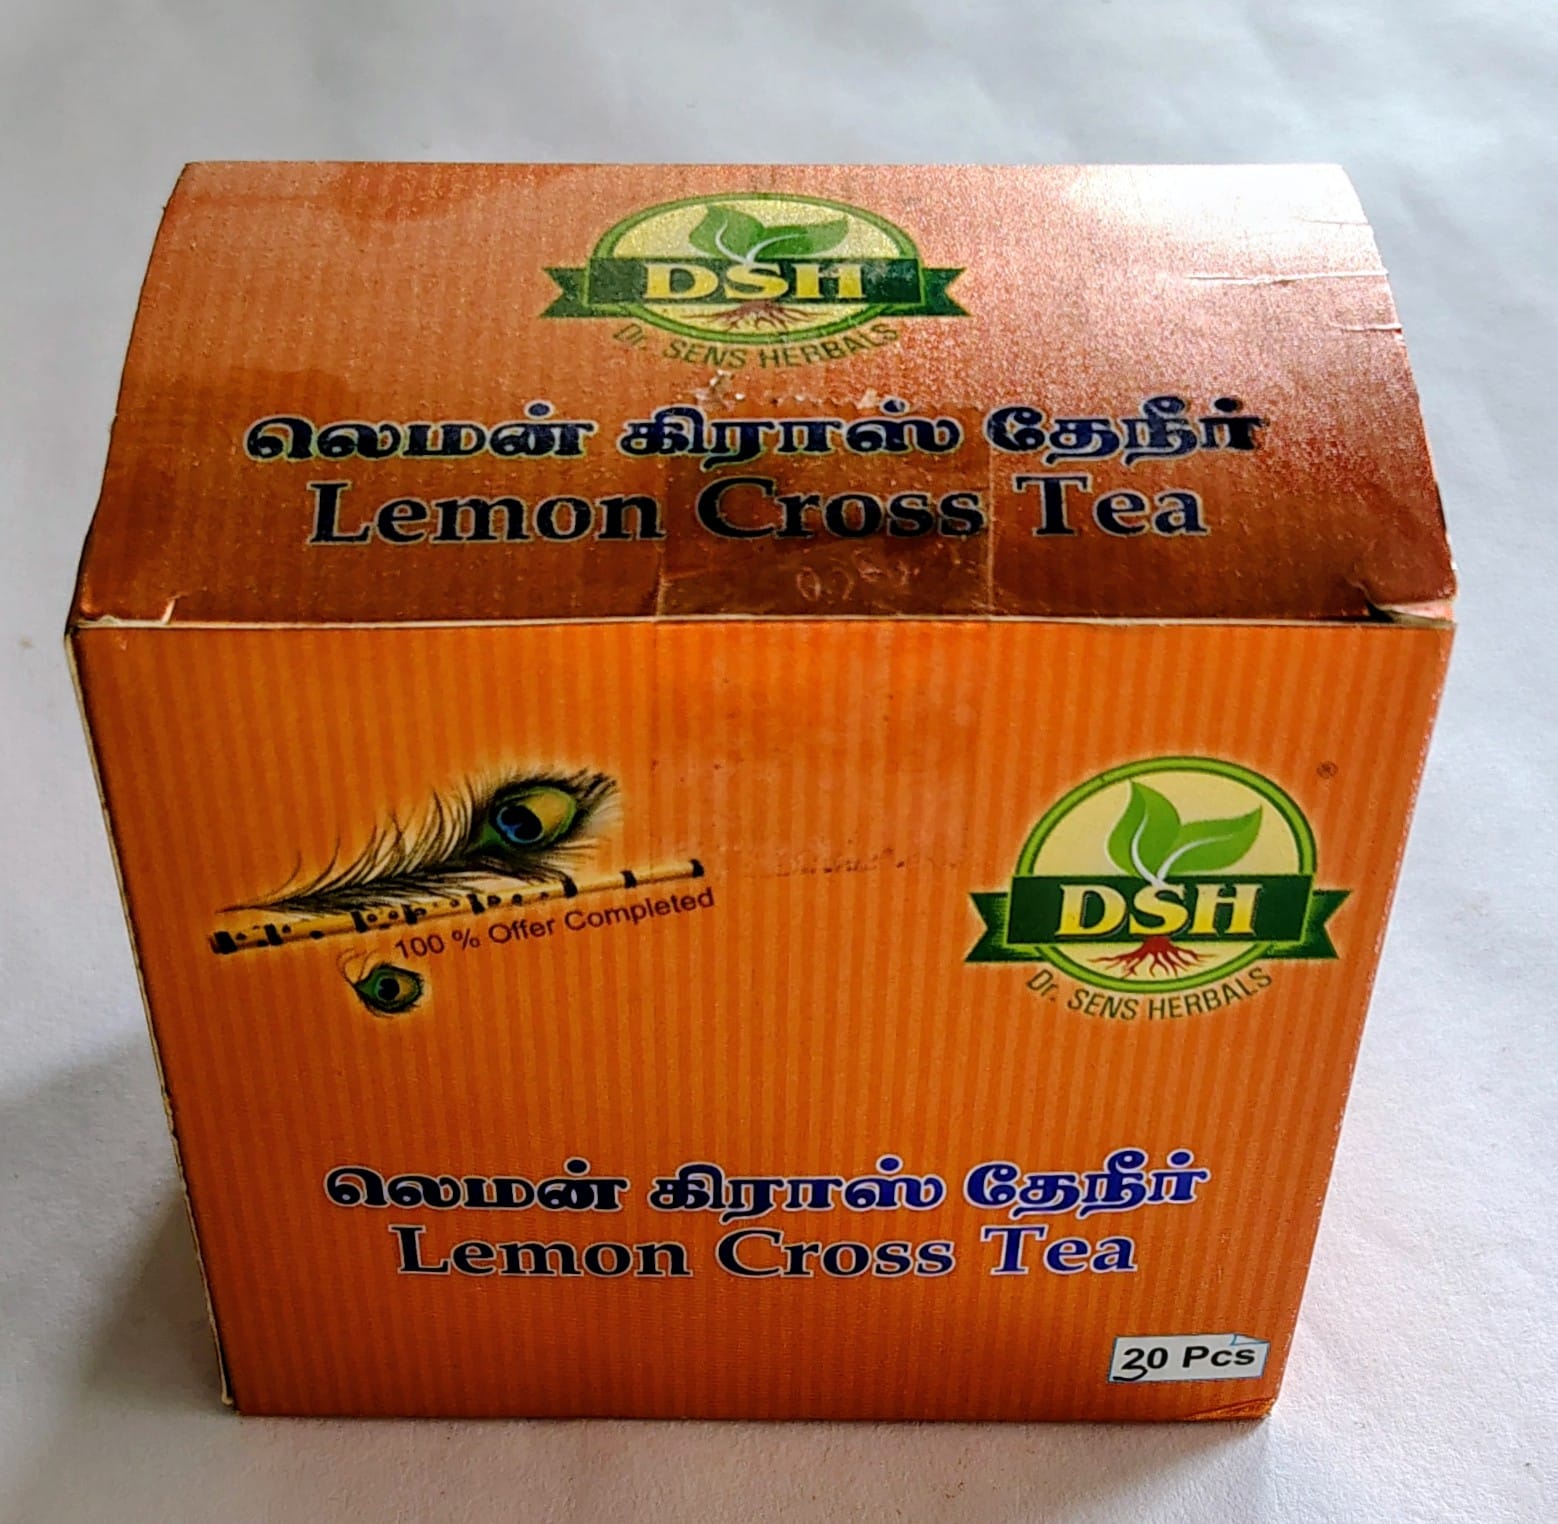 DSH
Dr. SENS HERBALS
லெமன் கிராஸ் தேநீர்
Lemon Cross Tea
100 % Offer Completed
®
DSH
Dr. SENS HERBALS
லெமன் கிராஸ் தேநீர்
Lemon Cross Tea
30 Pcs